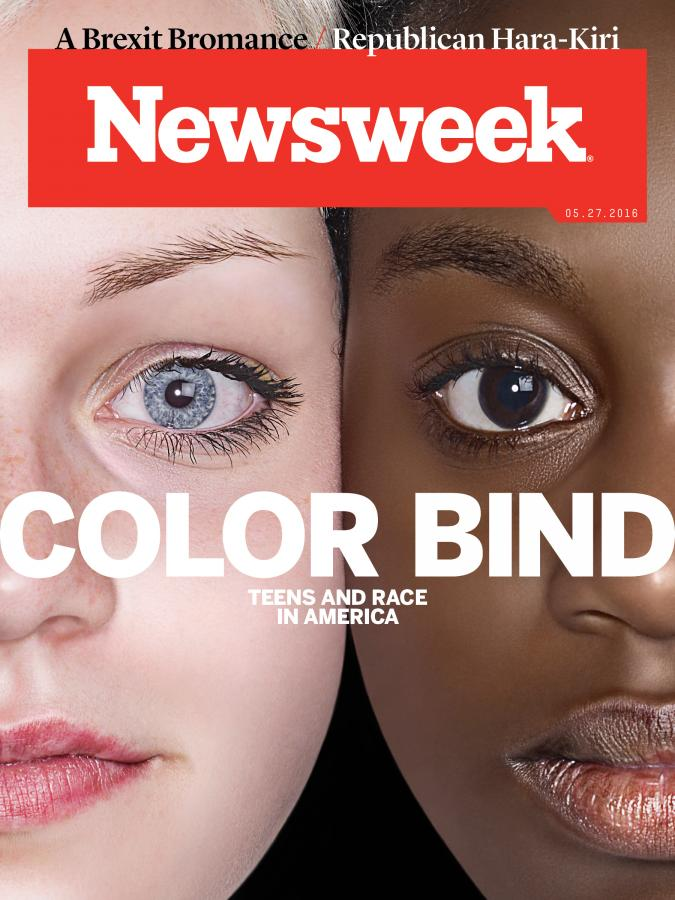 A Brexit Bromance / Republican Hara-Kiri
Newsweek®
05.27.2016
COLOR BIND
TEENS AND RACE
IN AMERICA